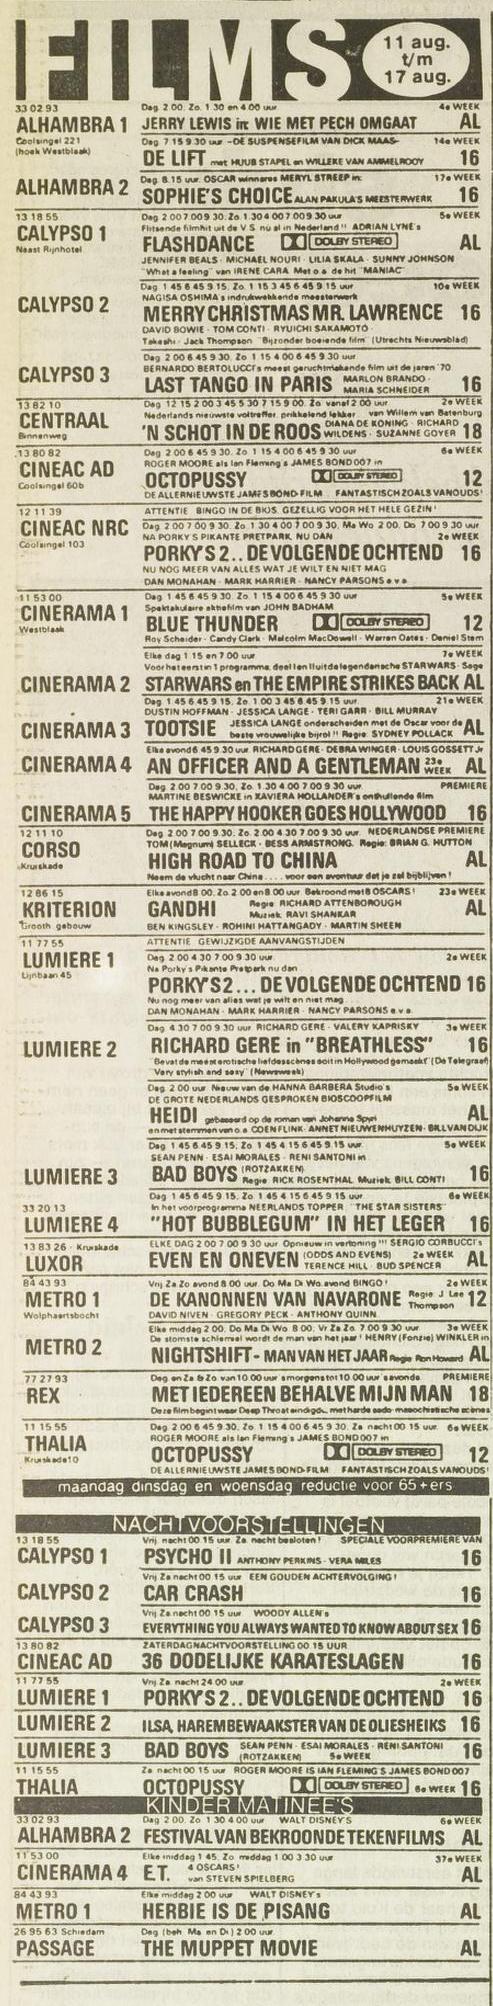 FILMS
11 aug.
t/m
17 aug.
33 02 93 Dag. 2.00. Zo. 1.30 en 4.00 uur 4e WEEK
ALHAMBRA 1 JERRY LEWIS in: WIE MET PECH OMGAAT AL
Coolsingel 221 Dag. 7.15 9.30 uur -DE SUSPENSEFILM VAN DICK MAAS- 14e WEEK
(hoek Westblaak) DE LIFT met HUUB STAPEL en WILLEKE VAN AMMELROOY 16
Dag. 8.15 uur. OSCAR winnares MERYL STREEP in: 17e WEEK
ALHAMBRA 2 SOPHIE'S CHOICE ALAN PAKULA'S MEESTERWERK 16
13 18 55 Dag. 2.00 7.00 9.30. Zo. 1.30 4.00 7.00 9.30 uur 5e WEEK
CALYPSO 1 Flitsende filmhit uit de V.S. nu al in Nederland!! ADRIAN LYNE's
Naast Rijnhotel FLASHDANCE DOLBY STEREO AL
JENNIFER BEALS - MICHAEL NOURI - LILIA SKALA - SUNNY JOHNSON
"What a feeling" van IRENE CARA. Met o.a. de hit "MANIAC"
Dag. 1.45 6.45 9.15. Zo. 1.15 3.45 6.45 9.15 uur 10e WEEK
NAGISA OSHIMA's indrukwekkende meesterwerk
CALYPSO 2 MERRY CHRISTMAS MR. LAWRENCE 16
DAVID BOWIE - TOM CONTI - RYUICHI SAKAMOTO -
Takeshi - Jack Thompson "Bijzonder boeiende film" (Utrechts Nieuwsblad)
Dag. 2.00 6.45 9.30. Zo. 1.15 4.00 6.45 9.30 uur
BERNARDO BERTOLUCCI's meest geruchtmakende film uit de jaren '70
CALYPSO 3 LAST TANGO IN PARIS MARLON BRANDO - MARIA SCHNEIDER 16
13 82 10 Dag. 12.15 2.00 3.45 5.30 7.15 9.00. Zo. vanaf 2.00 uur 2e WEEK
CENTRAAL Nederlands nieuwste voltreffer, prikkelend lekker van Willem van Batenburg
Binnenweg 'N SCHOT IN DE ROOS DIANA DE KONING - RICHARD WILDENS - SUZANNE GOYER 18
13 80 82 Dag. 2.00 6.45 9.30. Zo. 1.15 4.00 6.45 9.30 uur 6e WEEK
CINEAC AD ROGER MOORE als Ian Fleming's JAMES BOND 007 in
Coolsingel 60b OCTOPUSSY DOLBY STEREO 12
DE ALLERNIEUWSTE JAMES BOND-FILM FANTASTISCH ZOALS VANOUDS!
12 11 39 ATTENTIE BINGO IN DE BIOS. GEZELLIG VOOR HET HELE GEZIN!
CINEAC NRC Dag. 2.00 7.00 9.30. Zo. 1.30 4.00 7.00 9.30. Ma. Wo. 2.00. Do. 7.00 9.30 uur
Coolsingel 103 NA PORKY'S PIKANTE PRETPARK, NU DAN 2e WEEK
PORKY'S 2.. DE VOLGENDE OCHTEND 16
NU NOG MEER VAN ALLES WAT JE WILT EN NIET MAG
DAN MONAHAN - MARK HARRIER - NANCY PARSONS e.v.a.
11 53 00 Dag. 1.45 6.45 9.15. Zo. 1.00 3.45 6.45 9.15 uur 5e WEEK
CINERAMA 1 Spektakulaire aktiefilm van JOHN BADHAM
Westblaak BLUE THUNDER DOLBY STEREO 12
Roy Scheider - Candy Clark - Malcolm MacDowell - Warren Oates - Daniel Stern
Elke dag 1.15 en 7.00 uur 7e WEEK
Voor het eerst in 1 programma, deel I en II uit de legendarische STARWARS - Saga
CINERAMA 2 STARWARS en THE EMPIRE STRIKES BACK AL
Dag. 1.45 6.45 9.15. Zo. 1.00 3.45 6.45 9.15 uur 21e WEEK
DUSTIN HOFFMAN - JESSICA LANGE - TERI GARR - BILL MURRAY
CINERAMA 3 TOOTSIE JESSICA LANGE onderscheiden met de Oscar voor de beste vrouwelijke bijrol!! Regie: SYDNEY POLLACK AL
Elke avond 6.45 9.30 uur. RICHARD GERE - DEBRA WINGER - LOUIS GOSSETT Jr
CINERAMA 4 AN OFFICER AND A GENTLEMAN 23e WEEK AL
Dag. 2.00 7.00 9.30. Zo. 1.30 4.00 7.00 9.30 uur PREMIERE
MARTINE BESWICKE in XAVIERA HOLLANDER's onthullende film
CINERAMA 5 THE HAPPY HOOKER GOES HOLLYWOOD 16
12 11 10 Dag. 2.00 7.00 9.30. Zo. 2.00 4.30 7.00 9.30 uur. NEDERLANDSE PREMIERE
CORSO TOM (Magnum) SELLECK - BESS ARMSTRONG. Regie: BRIAN G. HUTTON
Kruiskade HIGH ROAD TO CHINA AL
Neem de vlucht naar China.... voor een avontuur dat je zal bijblijven!
12 86 15 Elke avond 8.00. Zo. 2.00 en 8.00 uur. Bekroond met 8 OSCARS! 23e WEEK
KRITERION GANDHI Regie: RICHARD ATTENBOROUGH Muziek: RAVI SHANKAR AL
Grooth. gebouw BEN KINGSLEY - ROHINI HATTANGADY - MARTIN SHEEN
11 77 55 ATTENTIE GEWIJZIGDE AANVANGSTIJDEN
LUMIERE 1 Dag. 2.00 4.30 7.00 9.30 uur 2e WEEK
Lijnbaan 45 Na Porky's Pikante Pretpark nu dan
PORKY'S 2... DE VOLGENDE OCHTEND 16
Nu nog meer van alles wat je wilt en niet mag
DAN MONAHAN - MARK HARRIER - NANCY PARSONS e.v.a.
Dag. 4.30 7.00 9.30 uur RICHARD GERE - VALERY KAPRISKY 3e WEEK
LUMIERE 2 RICHARD GERE in "BREATHLESS" 16
"Bevat de meest erotische liefdesscènes ooit in Hollywood gemaakt" (De Telegraaf)
"Very stylish and sexy" (Newsweek)
Dag. 2.00 uur. Nieuw van de HANNA BARBERA Studio's 5e WEEK
DE GROTE NEDERLANDS GESPROKEN BIOSCOOPFILM
HEIDI gebaseerd op de roman van Johanna Spyri AL
en met stemmen van o.a. COEN FLINK - ANNET NIEUWENHUYZEN - BILL VAN DIJK
Dag. 1.45 6.45 9.15. Zo. 1.45 4.15 6.45 9.15 uur 5e WEEK
SEAN PENN - ESAI MORALES - RENI SANTONI in
LUMIERE 3 BAD BOYS (ROTZAKKEN) Regie RICK ROSENTHAL. Muziek: BILL CONTI 16
Dag. 1.45 6.45 9.15. Zo. 1.45 4.15 6.45 9.15 uur 6e WEEK
33 20 13 In het voorprogramma NEERLANDS TOPPER "THE STAR SISTERS"
LUMIERE 4 "HOT BUBBLEGUM" IN HET LEGER 16
13 83 26 - Kruiskade ELKE DAG 2.00 7.00 9.30 uur. Opnieuw in vertoning!!! SERGIO CORBUCCI's
LUXOR EVEN EN ONEVEN (ODDS AND EVENS) 2e WEEK TERENCE HILL - BUD SPENCER AL
84 43 93 Vrij. Za. Zo. avond 8.00 uur. Do. Ma. Di. Wo. avond BINGO! 2e WEEK
METRO 1 DE KANONNEN VAN NAVARONE Regie: J. Lee Thompson 12
Wolphaertsbocht DAVID NIVEN - GREGORY PECK - ANTHONY QUINN
Elke middag 2.00. Do. Ma. Di. Wo. 8.00. Vr. Za. Zo. 7.00 9.30 uur 3e WEEK
De stomste schlemiel wordt de man van het jaar! HENRY (Fonzie) WINKLER in
METRO 2 NIGHTSHIFT - MAN VAN HET JAAR Regie Ron Howard AL
77 27 93 Dag. en Za. & Zo. van 10.00 uur s morgens tot 10.00 uur s avonds. PREMIERE
REX MET IEDEREEN BEHALVE MIJN MAN 18
Deze film begint waar Deep Throat eindigde, met harde sado-masochistische scènes
11 15 55 Dag. 2.00 6.45 9.30. Zo. 1.15 4.00 6.45 9.30. Za. nacht 00.15 uur. 6e WEEK
THALIA ROGER MOORE als Ian Fleming's JAMES BOND 007 in
Kruiskade 10 OCTOPUSSY DOLBY STEREO 12
DE ALLERNIEUWSTE JAMES BOND-FILM FANTASTISCH ZOALS VANOUDS!
maandag dinsdag en woensdag reductie voor 65+ers
NACHTVOORSTELLINGEN
13 18 55 Vrij. nacht 00.15 uur. Za. nacht besloten! SPECIALE VOORPREMIERE VAN
CALYPSO 1 PSYCHO II ANTHONY PERKINS - VERA MILES 16
Vrij. Za. nacht 00.15 uur EEN GOUDEN ACHTERVOLGING!
CALYPSO 2 CAR CRASH 16
Vrij. Za. nacht 00.15 uur WOODY ALLEN's
CALYPSO 3 EVERYTHING YOU ALWAYS WANTED TO KNOW ABOUT SEX 16
13 80 82 ZATERDAGNACHTVOORSTELLING 00.15 UUR
CINEAC AD 36 DODELIJKE KARATESLAGEN 16
11 77 55 Vrij. Za. nacht 24.00 uur 2e WEEK
LUMIERE 1 PORKY'S 2.. DE VOLGENDE OCHTEND 16
LUMIERE 2 ILSA, HAREMBEWAAKSTER VAN DE OLIESHEIKS 16
LUMIERE 3 BAD BOYS (ROTZAKKEN) SEAN PENN - ESAI MORALES - RENI SANTONI 5e WEEK 16
11 15 55 Za. nacht 00.15 uur ROGER MOORE IS IAN FLEMING'S JAMES BOND 007
THALIA OCTOPUSSY DOLBY STEREO 6e WEEK 16
KINDER MATINEE'S
33 02 93 Dag. 2.00. Zo. 1.30 4.00 uur WALT DISNEY'S 6e WEEK
ALHAMBRA 2 FESTIVAL VAN BEKROONDE TEKENFILMS AL
11 53 00 Elke middag 1.45. Zo. middag 1.00 3.30 uur 37e WEEK
CINERAMA 4 E.T. 4 OSCARS! van STEVEN SPIELBERG AL
84 43 93 Elke middag 2.00 uur WALT DISNEY's
METRO 1 HERBIE IS DE PISANG AL
26 95 63 Schiedam Dag. (beh. Ma. en Di.) 2.00 uur
PASSAGE THE MUPPET MOVIE AL